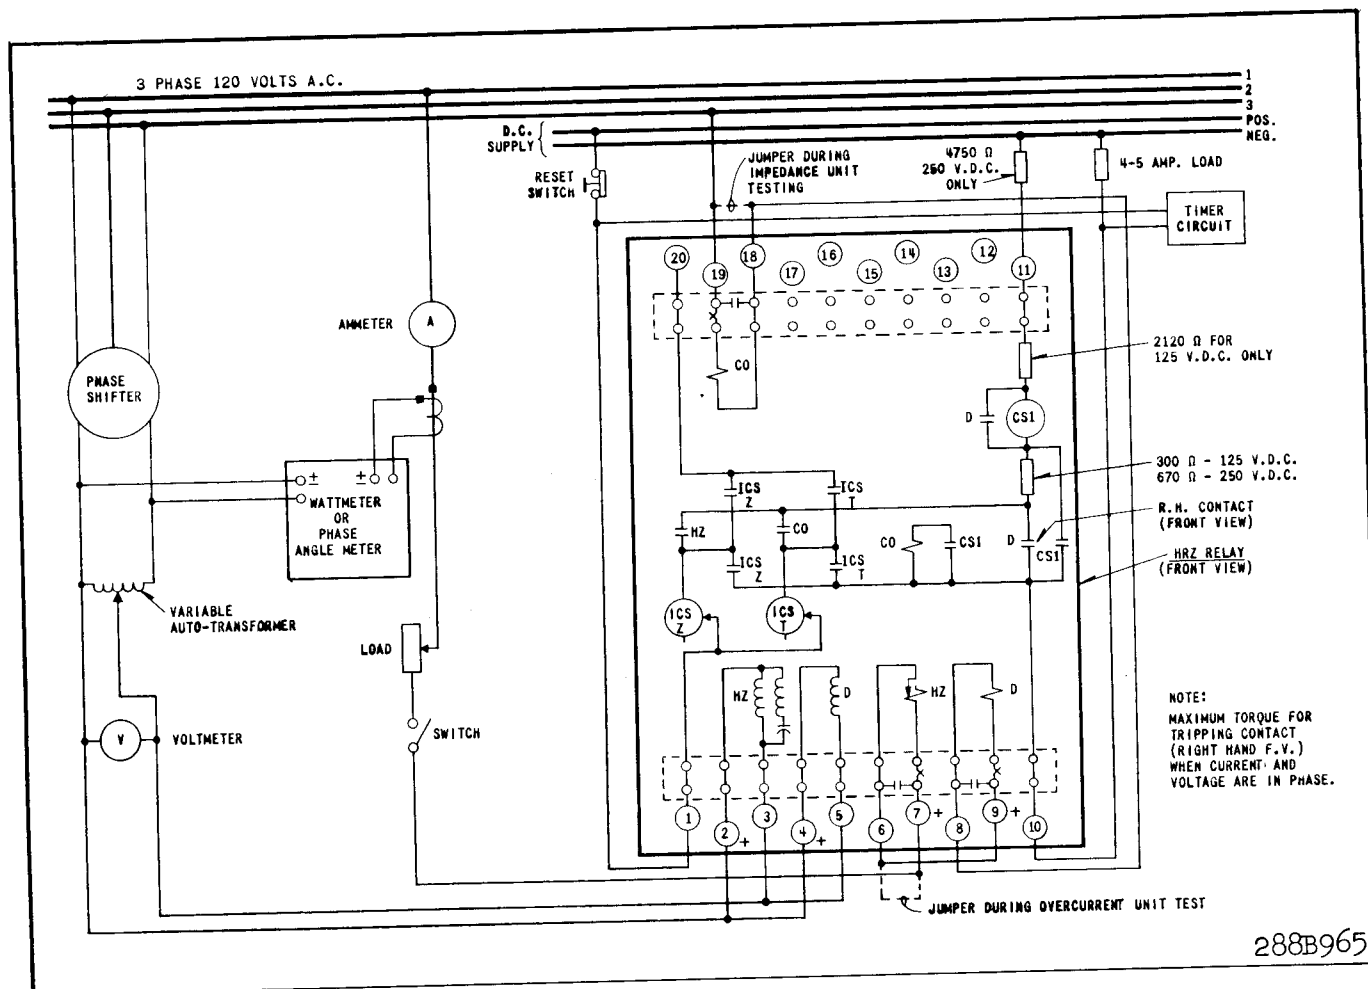 3 PHASE 120 VOLTS A.C.
1
2
3
POS.
NEG.
D.C.
SUPPLY
RESET
SWITCH
JUMPER DURING
IMPEDANCE UNIT
TESTING
4750 Ω
250 V.D.C.
ONLY
4-5 AMP. LOAD
TIMER
CIRCUIT
20
19
18
17
16
15
14
13
12
11
AMMETER
A
PHASE
SHIFTER
CO
2120 Ω FOR
125 V.D.C. ONLY
D
CS1
± ±
WATTMETER
OR
PHASE
ANGLE METER
ICS
Z
ICS
T
300 Ω - 125 V.D.C.
670 Ω - 250 V.D.C.
R.H. CONTACT
(FRONT VIEW)
HZ
CO
CO
CS1
D
CS1
HRZ RELAY
(FRONT VIEW)
ICS
Z
ICS
T
VARIABLE
AUTO-TRANSFORMER
ICS
Z
ICS
T
LOAD
HZ
D
HZ
D
V
VOLTMETER
SWITCH
NOTE:
MAXIMUM TORQUE FOR
TRIPPING CONTACT
(RIGHT HAND F.V.)
WHEN CURRENT AND
VOLTAGE ARE IN PHASE.
1
2 +
3
4 +
5
6
7 +
8
9 +
10
JUMPER DURING OVERCURRENT UNIT TEST
288B965